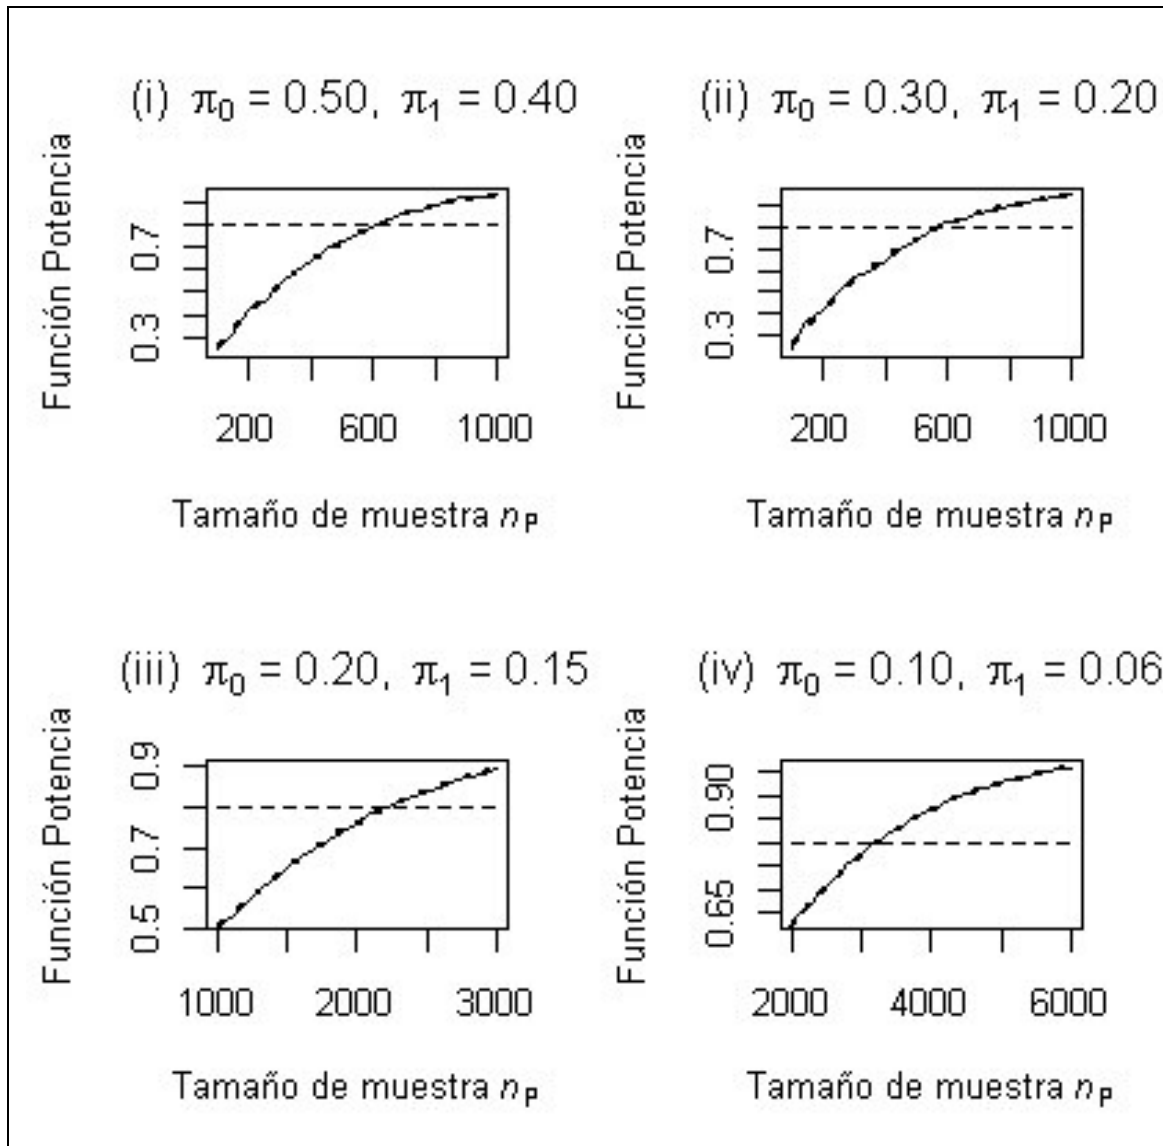 (i) π₀ = 0.50, π₁ = 0.40
Función Potencia
0.7
0.3
200 600 1000
Tamaño de muestra nₚ
(ii) π₀ = 0.30, π₁ = 0.20
Función Potencia
0.7
0.3
200 600 1000
Tamaño de muestra nₚ
(iii) π₀ = 0.20, π₁ = 0.15
Función Potencia
0.9
0.7
0.5
1000 2000 3000
Tamaño de muestra nₚ
(iv) π₀ = 0.10, π₁ = 0.06
Función Potencia
0.90
0.65
2000 4000 6000
Tamaño de muestra nₚ